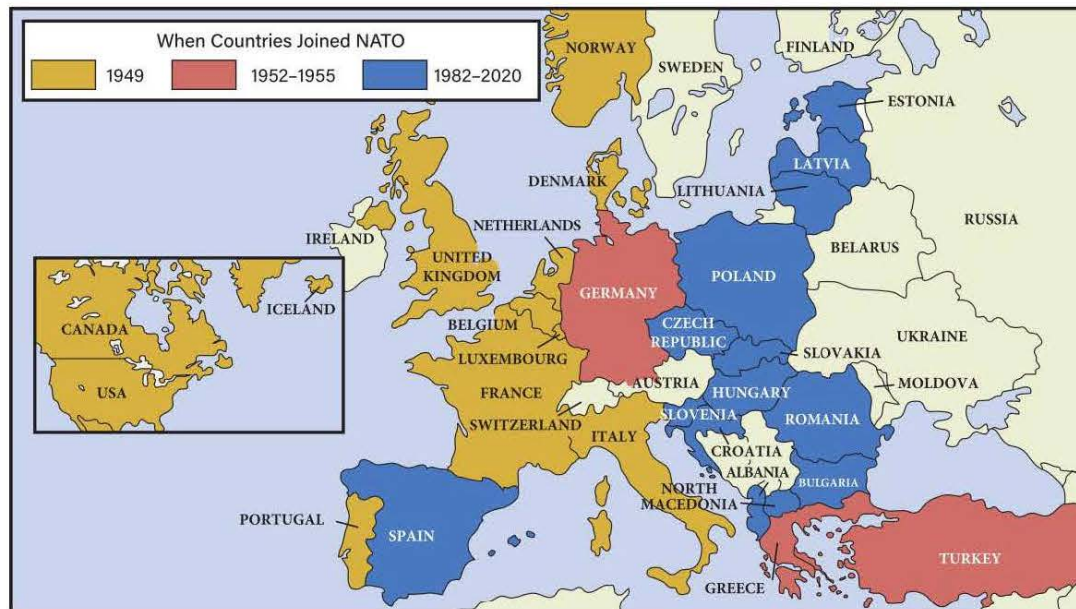 When Countries Joined NATO
1949
1952–1955
1982–2020
NORWAY
FINLAND
SWEDEN
ESTONIA
LATVIA
DENMARK
LITHUANIA
RUSSIA
NETHERLANDS
IRELAND
BELARUS
UNITED
KINGDOM
POLAND
GERMANY
ICELAND
CANADA
BELGIUM
CZECH
REPUBLIC
UKRAINE
LUXEMBOURG
SLOVAKIA
USA
AUSTRIA
MOLDOVA
FRANCE
HUNGARY
SLOVENIA
ROMANIA
SWITZERLAND
ITALY
CROATIA
ALBANIA
BULGARIA
NORTH
MACEDONIA
PORTUGAL
SPAIN
TURKEY
GREECE